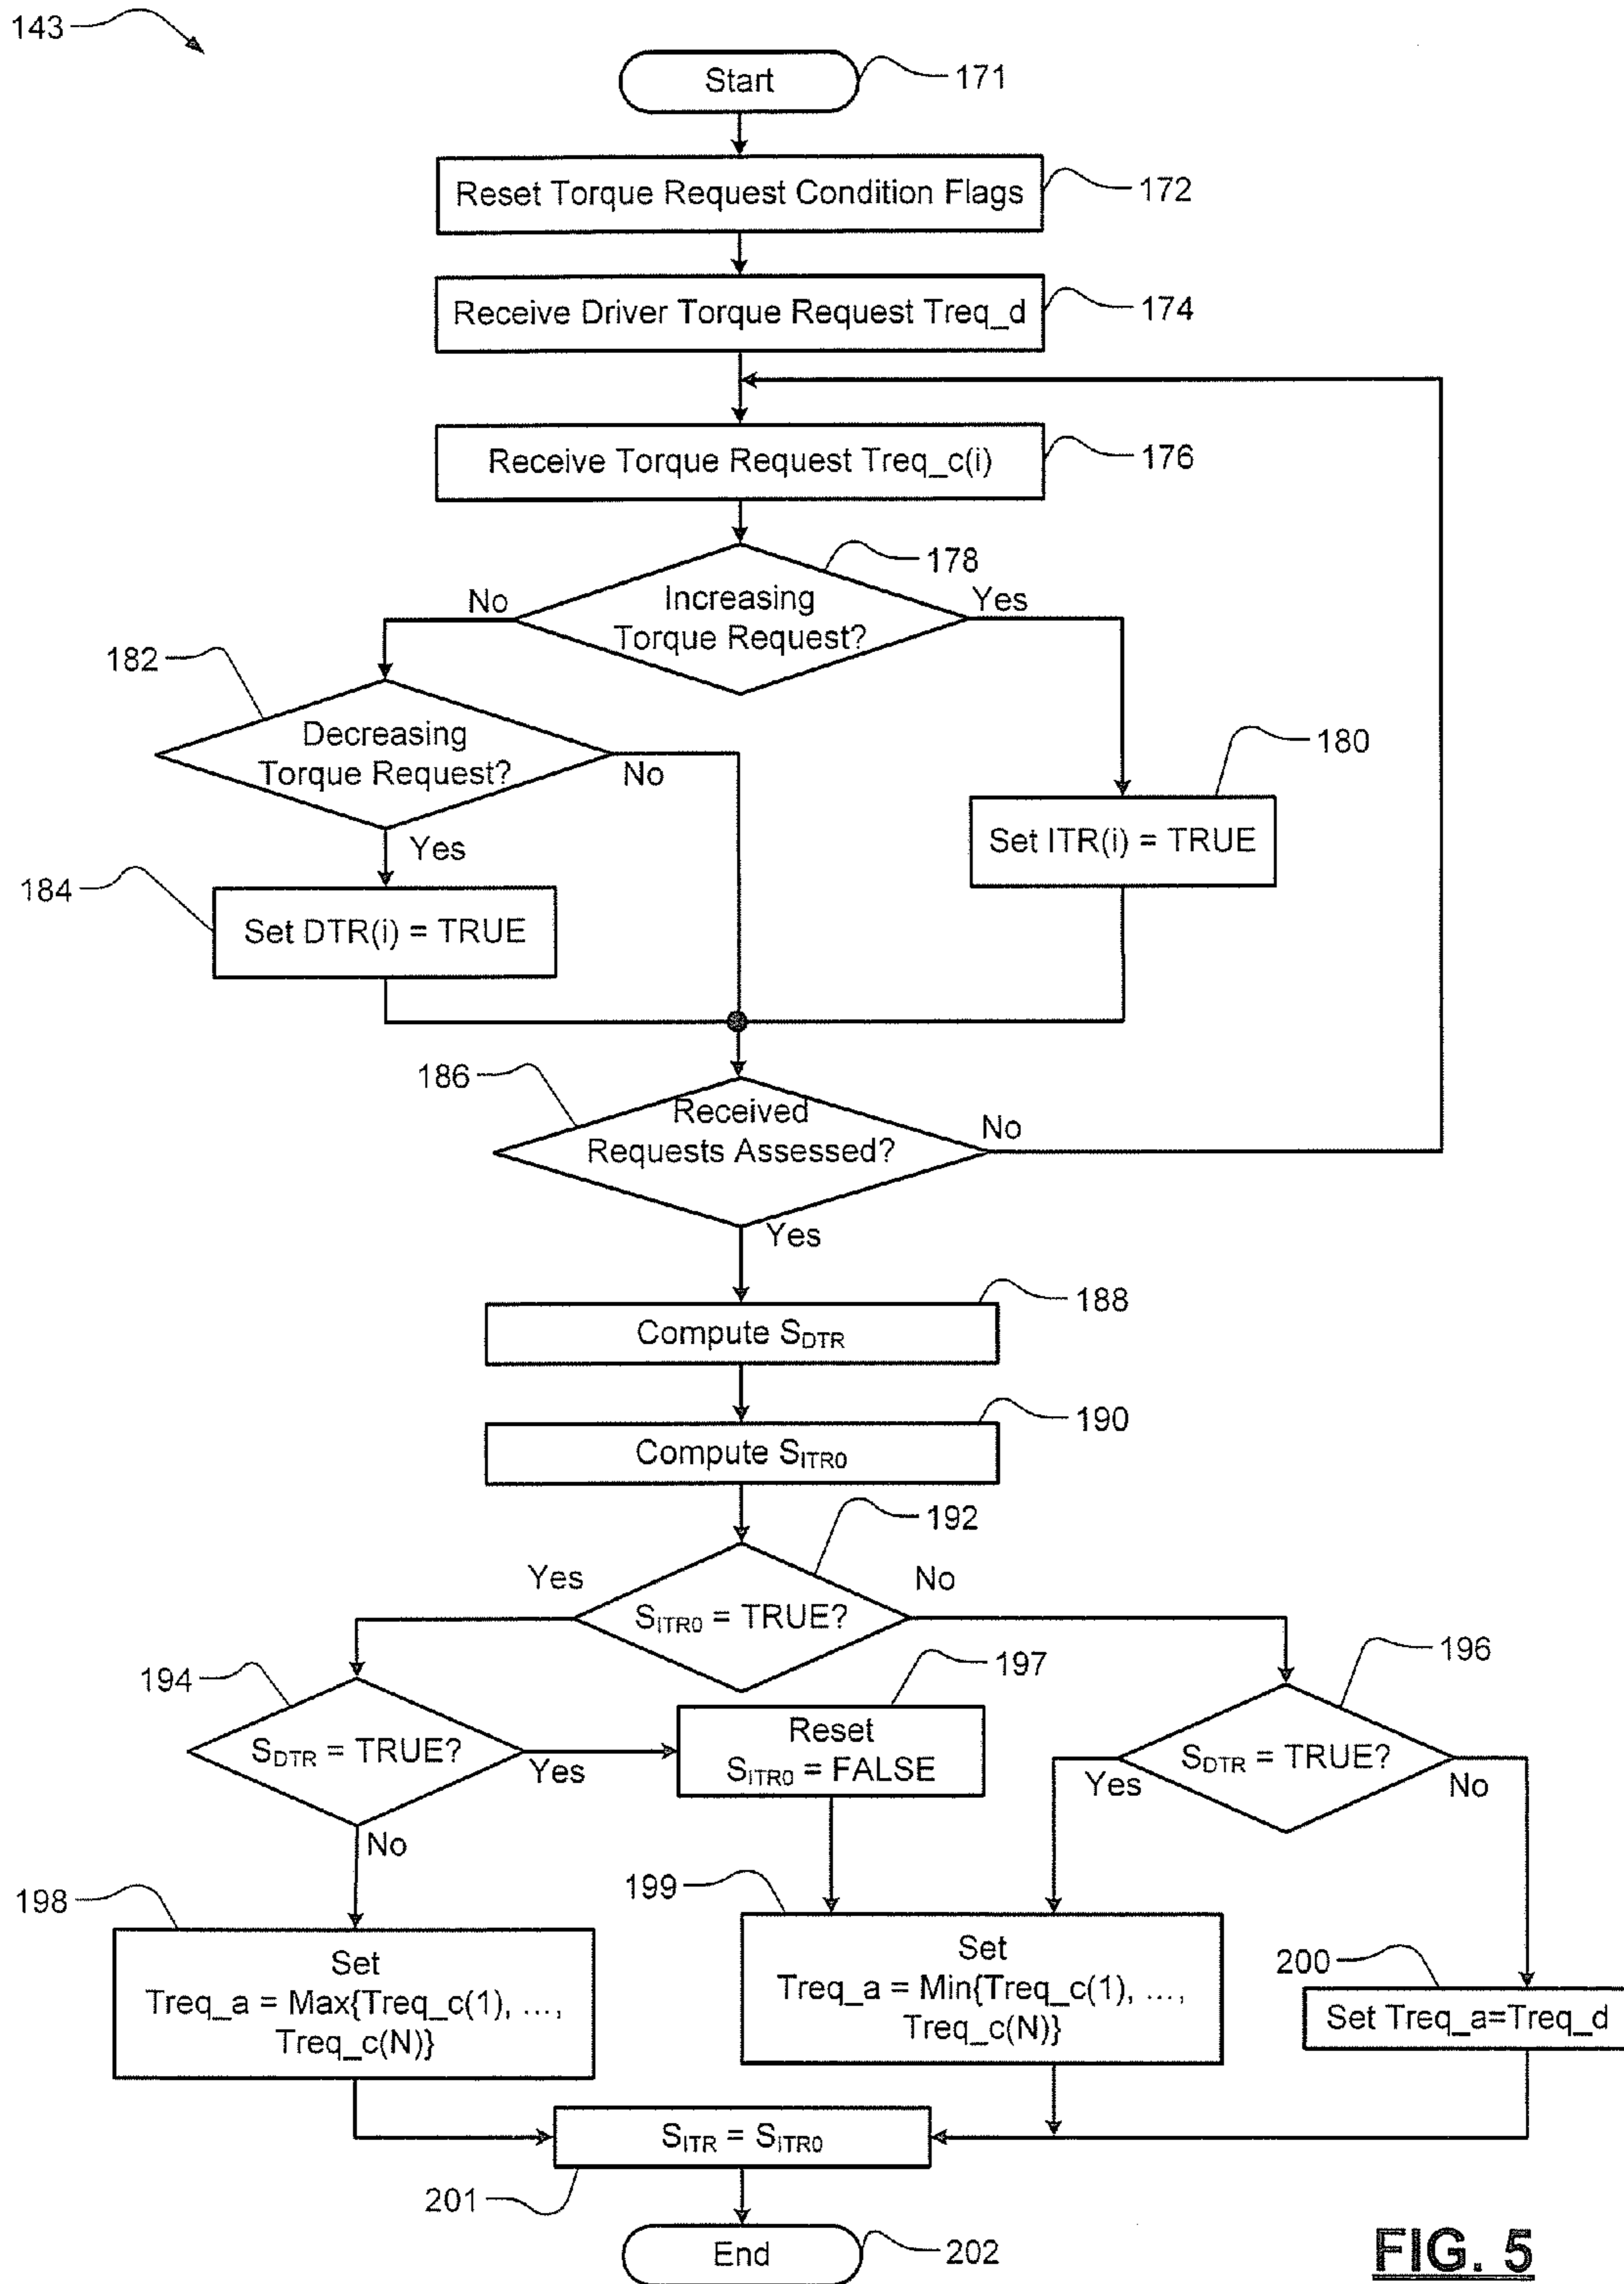 143
Start
171
Reset Torque Request Condition Flags
172
Receive Driver Torque Request Treq_d
174
Receive Torque Request Treq_c(i)
176
178
No
Increasing
Torque Request?
Yes
182
Decreasing
Torque Request?
No
180
Set ITR(i) = TRUE
Yes
184
Set DTR(i) = TRUE
186
Received
Requests Assessed?
No
Yes
188
Compute SDTR
190
Compute SITR0
192
Yes
No
SITR0 = TRUE?
194
197
196
SDTR = TRUE?
Yes
Reset
SITR0 = FALSE
SDTR = TRUE?
Yes
No
No
198
199
Set
Treq_a = Max{Treq_c(1), ...,
Treq_c(N)}
Set
Treq_a = Min{Treq_c(1), ...,
Treq_c(N)}
200
Set Treq_a=Treq_d
SITR = SITR0
201
End
202
FIG. 5